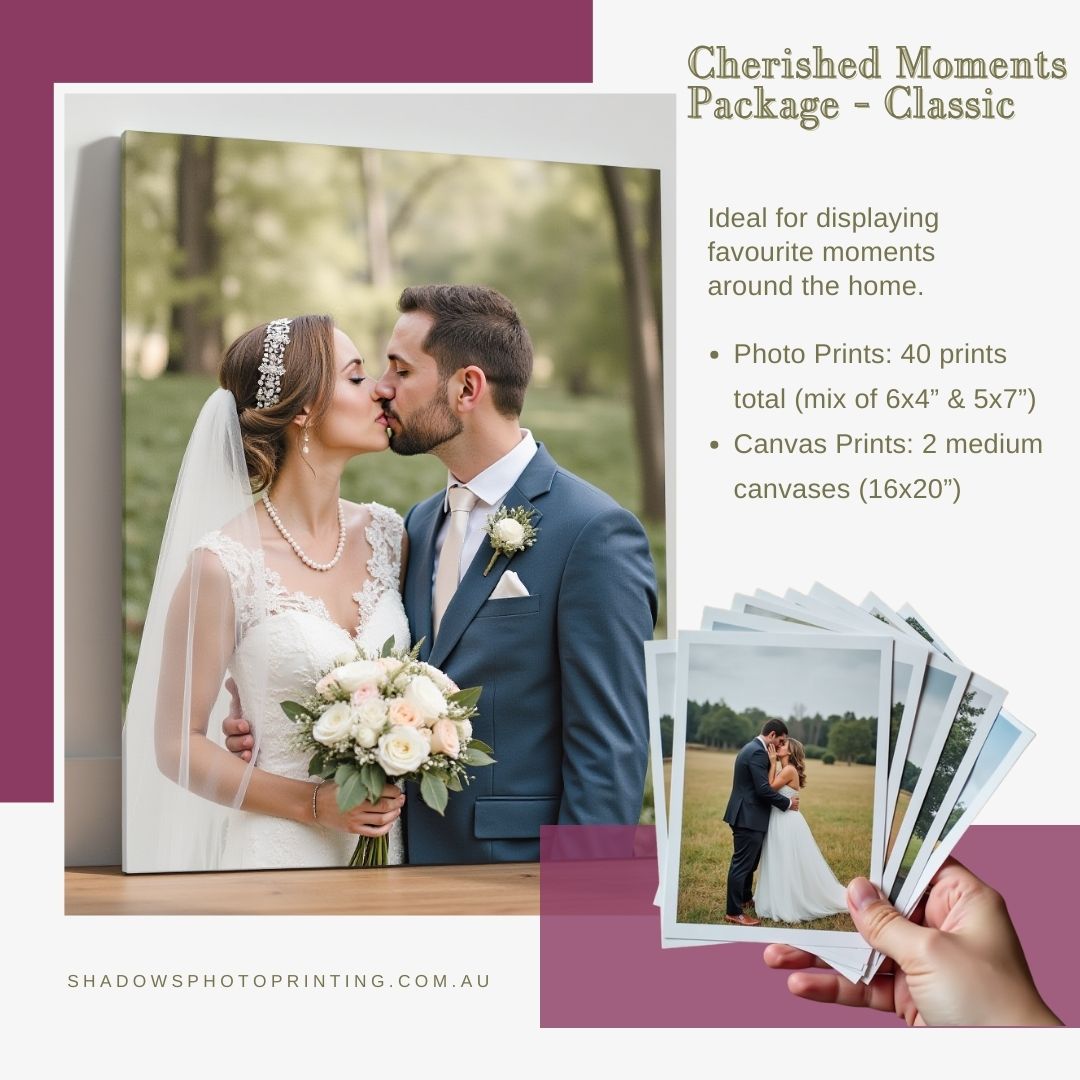 Cherished Moments
Package - Classic
Ideal for displaying
favourite moments
around the home.
• Photo Prints: 40 prints
total (mix of 6x4” & 5x7”)
• Canvas Prints: 2 medium
canvases (16x20”)
SHADOWSPHOTOPRINTING.COM.AU